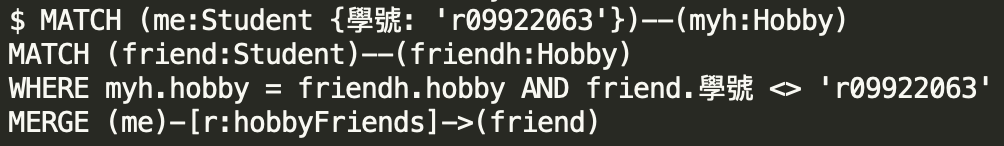 $ MATCH (me:Student {學號: 'r09922063'})--(myh:Hobby)
MATCH (friend:Student)--(friendh:Hobby)
WHERE myh.hobby = friendh.hobby AND friend.學號 <> 'r09922063'
MERGE (me)-[r:hobbyFriends]->(friend)